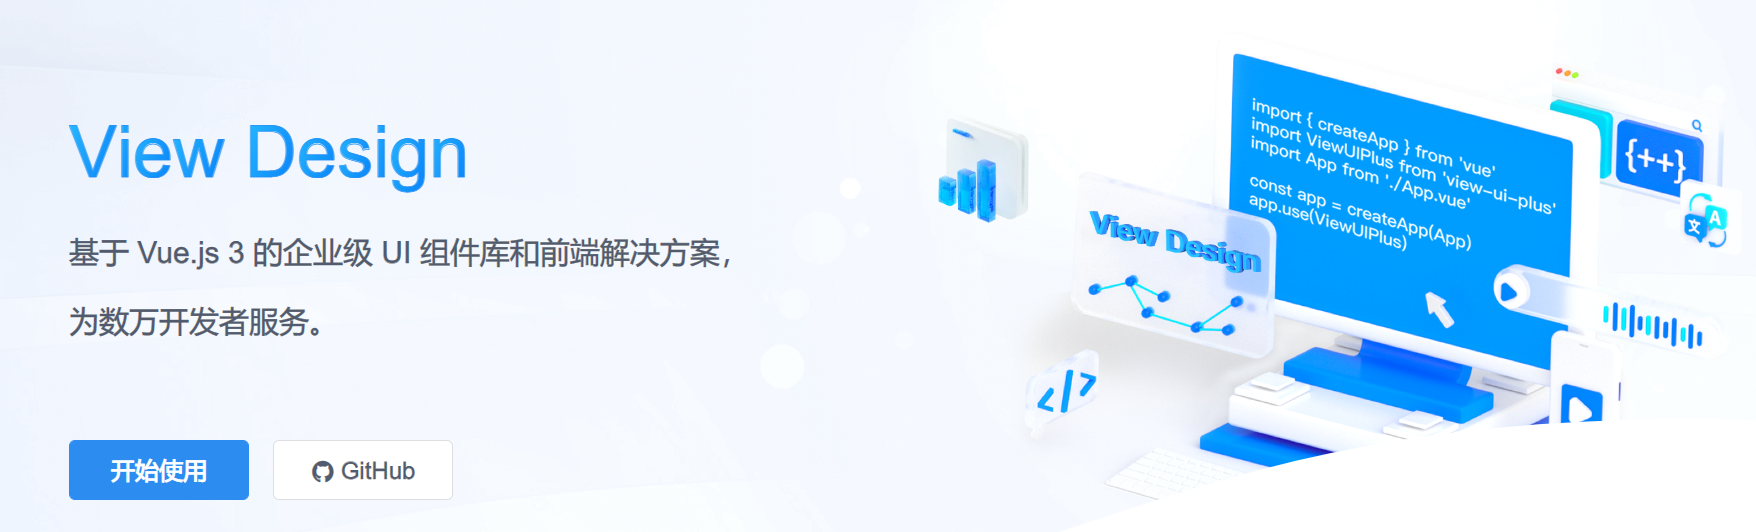 View Design
基于 Vue.js 3 的企业级 UI 组件库和前端解决方案，
为数万开发者服务。
开始使用
GitHub
import { createApp } from 'vue'
import ViewUIPlus from 'view-ui-plus'
import App from './App.vue'
const app = createApp(App)
app.use(ViewUIPlus)
View Design
</>
{++}
文
A